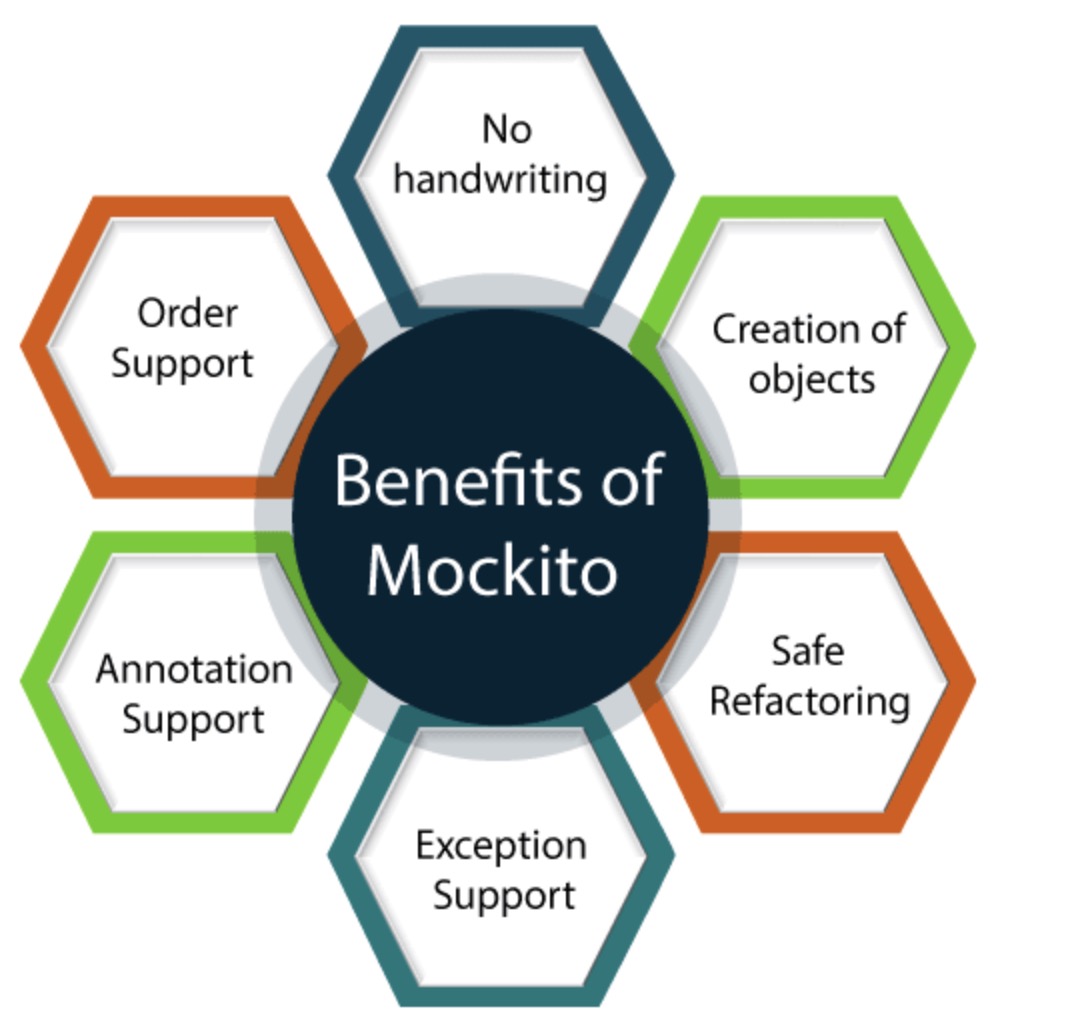 Benefits of
Mockito
No
handwriting
Creation of
objects
Safe
Refactoring
Exception
Support
Annotation
Support
Order
Support